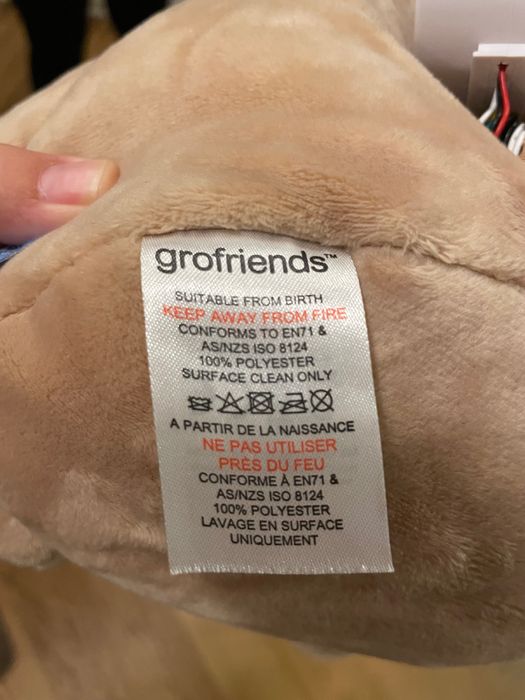 grofriends™
SUITABLE FROM BIRTH
KEEP AWAY FROM FIRE
CONFORMS TO EN71 &
AS/NZS ISO 8124
100% POLYESTER
SURFACE CLEAN ONLY
A PARTIR DE LA NAISSANCE
NE PAS UTILISER
PRÈS DU FEU
CONFORME À EN71 &
AS/NZS ISO 8124
100% POLYESTER
LAVAGE EN SURFACE
UNIQUEMENT